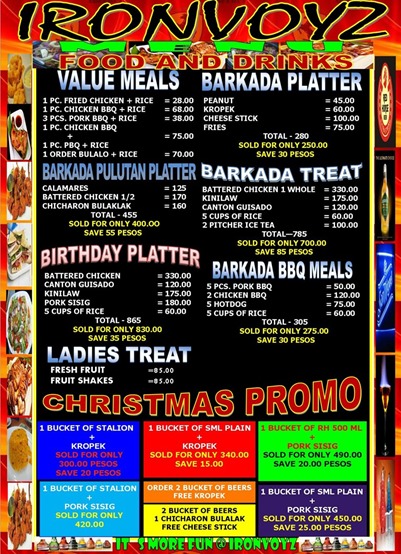 IRONVOYZ
MENU
FOOD AND DRINKS
VALUE MEALS
1 PC. FRIED CHICKEN + RICE = 28.00
1 PC. CHICKEN BBQ + RICE = 68.00
3 PCS. PORK BBQ + RICE = 38.00
1 PC. CHICKEN BBQ
+ = 75.00
1 PC. PBQ + RICE
1 ORDER BULALO + RICE = 70.00
BARKADA PULUTAN PLATTER
CALAMARES = 125
BATTERED CHICKEN 1/2 = 170
CHICHARON BULAKLAK = 160
TOTAL - 455
SOLD FOR ONLY 400.00
SAVE 55 PESOS
BIRTHDAY PLATTER
BATTERED CHICKEN = 330.00
CANTON GUISADO = 120.00
KINILAW = 175.00
PORK SISIG = 180.00
5 CUPS OF RICE = 60.00
TOTAL - 865
SOLD FOR ONLY 830.00
SAVE 35 PESOS
LADIES TREAT
FRESH FRUIT =85.00
FRUIT SHAKES =85.00
BARKADA PLATTER
PEANUT = 45.00
KROPEK = 60.00
CHEESE STICK = 100.00
FRIES = 75.00
TOTAL - 280
SOLD FOR ONLY 250.00
SAVE 30 PESOS
BARKADA TREAT
BATTERED CHICKEN 1 WHOLE = 330.00
KINILAW = 175.00
CANTON GUISADO = 120.00
5 CUPS OF RICE = 60.00
2 PITCHER ICE TEA = 100.00
TOTAL—785
SOLD FOR ONLY 700.00
SAVE 85 PESOS
BARKADA BBQ MEALS
5 PCS. PORK BBQ = 50.00
2 CHICKEN BBQ = 120.00
5 HOTDOG = 75.00
5 CUPS OF RICE = 60.00
TOTAL - 305
SOLD FOR ONLY 275.00
SAVE 30 PESOS
CHRISTMAS PROMO
1 BUCKET OF STALION
+
KROPEK
SOLD FOR ONLY
300.00 PESOS
SAVE 20 PESOS
1 BUCKET OF SML PLAIN
+
KROPEK
SOLD FOR ONLY 340.00
SAVE 15.00
1 BUCKET OF RH 500 ML
+
PORK SISIG
SOLD FOR ONLY 490.00
SAVE 20.00 PESOS
1 BUCKET OF STALION
+
PORK SISIG
SOLD FOR ONLY
420.00
ORDER 2 BUCKET OF BEERS
FREE KROPEK
2 BUCKET OF BEERS
1 CHICHARON BULALAK
FREE CHEESE STICK
1 BUCKET OF SML PLAIN
+
PORK SISIG
SOLD FOR ONLY 450.00
SAVE 25.00 PESOS
IT 'S MORE FUN @ IRONVOYZ